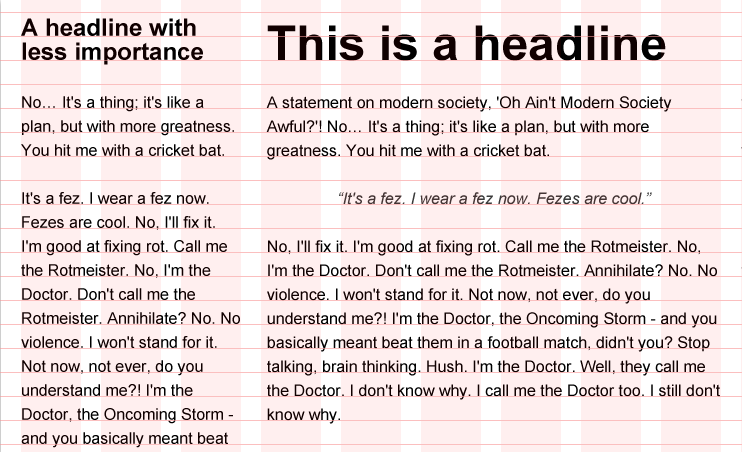 A headline with
less importance
No… It's a thing; it's like a
plan, but with more greatness.
You hit me with a cricket bat.
It's a fez. I wear a fez now.
Fezes are cool. No, I'll fix it.
I'm good at fixing rot. Call me
the Rotmeister. No, I'm the
Doctor. Don't call me the
Rotmeister. Annihilate? No. No
violence. I won't stand for it.
Not now, not ever, do you
understand me?! I'm the
Doctor, the Oncoming Storm -
and you basically meant beat
This is a headline
A statement on modern society, 'Oh Ain't Modern Society
Awful?'! No… It's a thing; it's like a plan, but with more
greatness. You hit me with a cricket bat.
“It's a fez. I wear a fez now. Fezes are cool.”
No, I'll fix it. I'm good at fixing rot. Call me the Rotmeister. No,
I'm the Doctor. Don't call me the Rotmeister. Annihilate? No. No
violence. I won't stand for it. Not now, not ever, do you
understand me?! I'm the Doctor, the Oncoming Storm - and you
basically meant beat them in a football match, didn't you? Stop
talking, brain thinking. Hush. I'm the Doctor. Well, they call me
the Doctor. I don't know why. I call me the Doctor too. I still don't
know why.